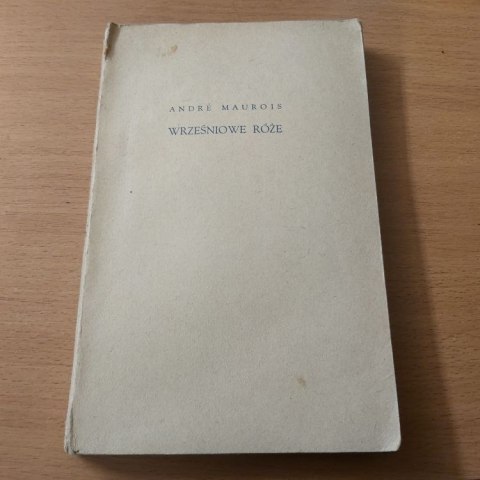 ANDRÉ MAUROIS
WRZEŚNIOWE RÓŻE